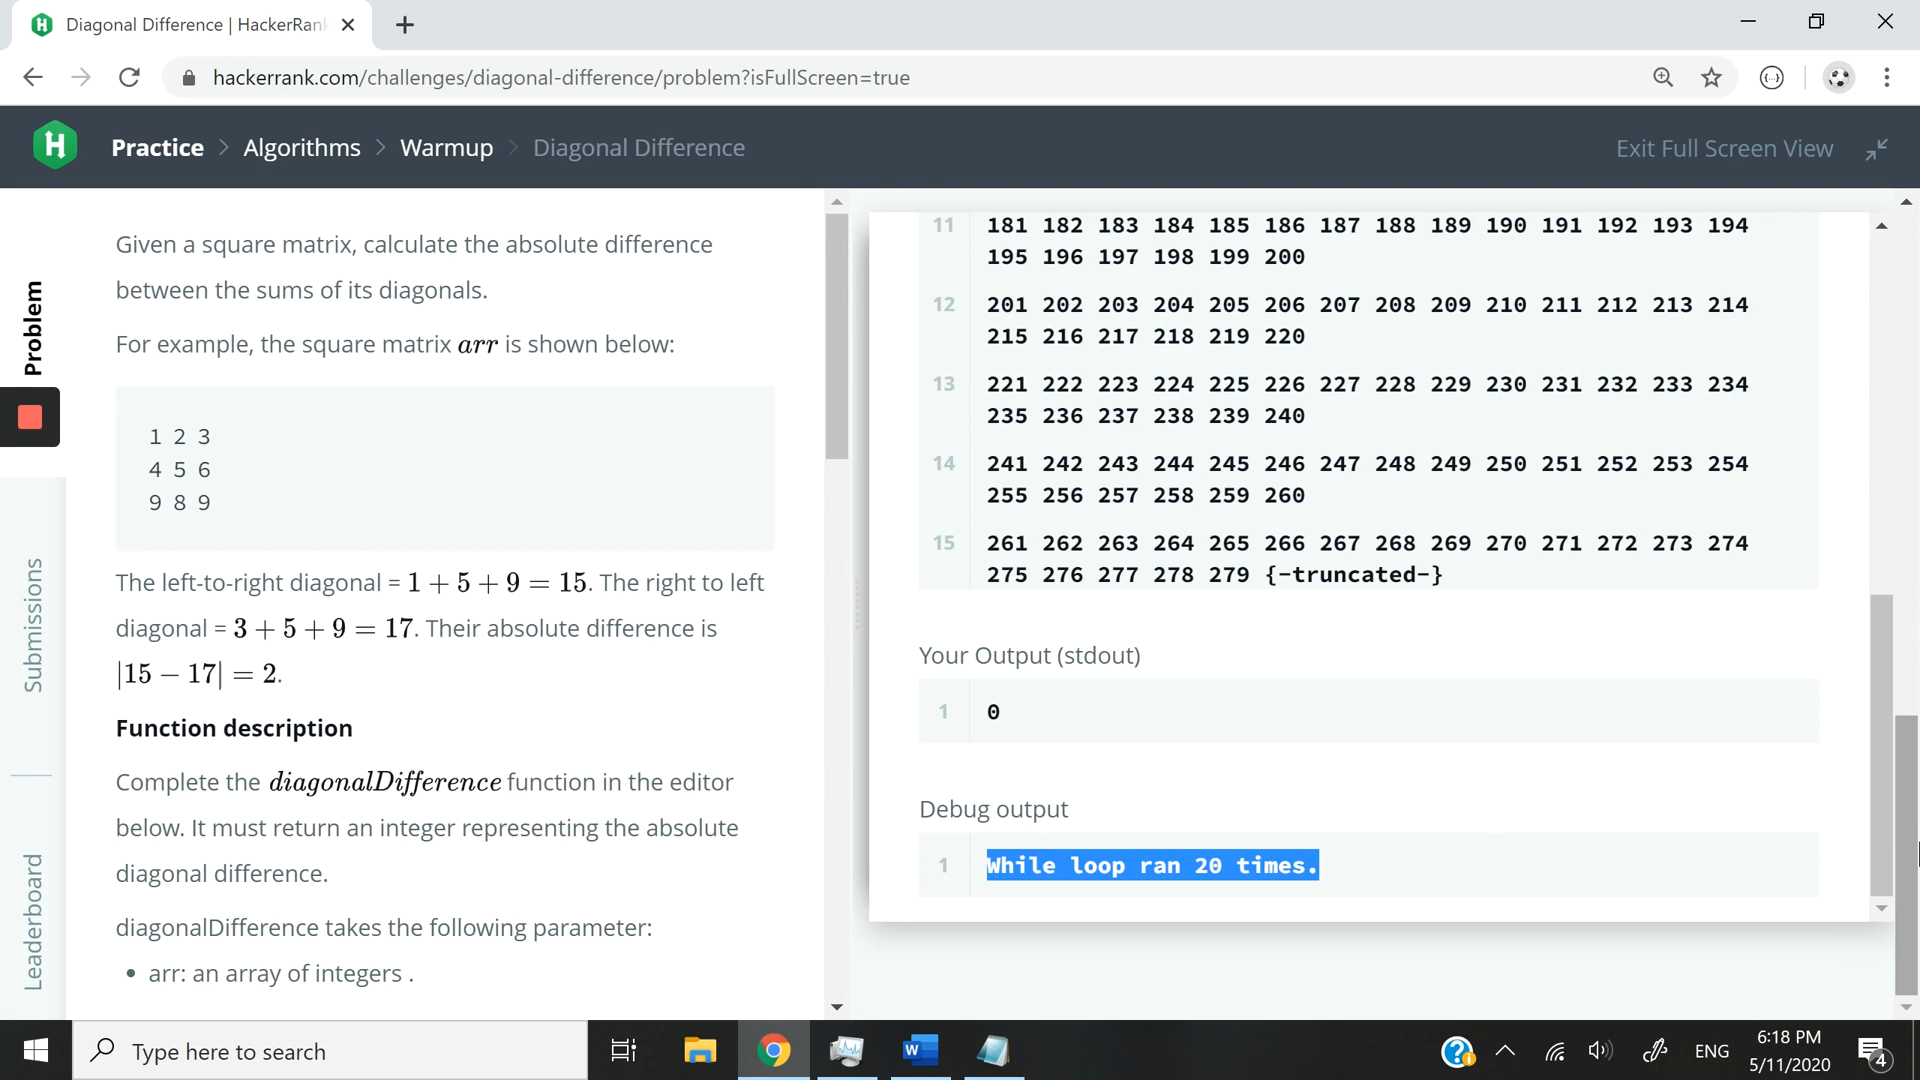 Diagonal Difference | HackerRan
hackerrank.com/challenges/diagonal-difference/problem?isFullScreen=true
H
Practice > Algorithms > Warmup > Diagonal Difference
Exit Full Screen View
Problem
Submissions
Leaderboard
Given a square matrix, calculate the absolute difference
between the sums of its diagonals.
For example, the square matrix arr is shown below:
1 2 3
4 5 6
9 8 9
The left-to-right diagonal = 1 + 5 + 9 = 15. The right to left
diagonal = 3 + 5 + 9 = 17. Their absolute difference is
|15 − 17| = 2.
Function description
Complete the diagonalDifference function in the editor
below. It must return an integer representing the absolute
diagonal difference.
diagonalDifference takes the following parameter:
• arr: an array of integers .
11 181 182 183 184 185 186 187 188 189 190 191 192 193 194
195 196 197 198 199 200
12 201 202 203 204 205 206 207 208 209 210 211 212 213 214
215 216 217 218 219 220
13 221 222 223 224 225 226 227 228 229 230 231 232 233 234
235 236 237 238 239 240
14 241 242 243 244 245 246 247 248 249 250 251 252 253 254
255 256 257 258 259 260
15 261 262 263 264 265 266 267 268 269 270 271 272 273 274
275 276 277 278 279 {-truncated-}
Your Output (stdout)
1 0
Debug output
1 While loop ran 20 times.
Type here to search
W
ENG
6:18 PM
5/11/2020
4